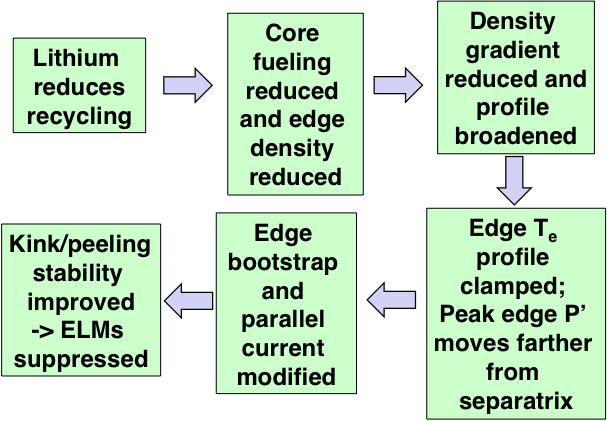 Lithium
reduces
recycling
Core
fueling
reduced
and edge
density
reduced
Density
gradient
reduced and
profile
broadened
Edge Te
profile
clamped;
Peak edge P’
moves farther
from
separatrix
Edge
bootstrap
and
parallel
current
modified
Kink/peeling
stability
improved
-> ELMs
suppressed